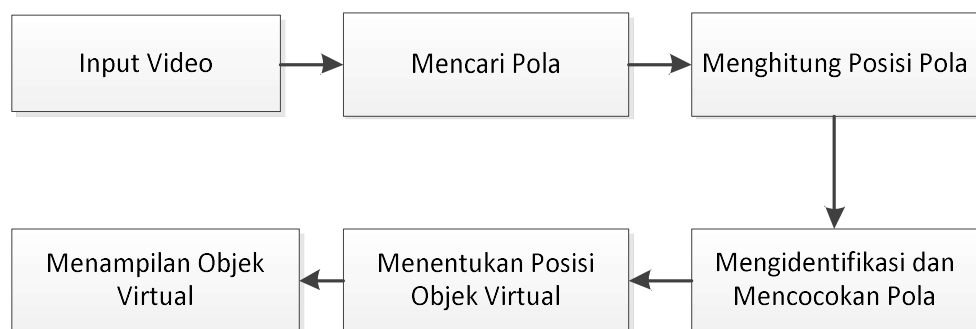 Input Video
Mencari Pola
Menghitung Posisi Pola
Mengidentifikasi dan
Mencocokan Pola
Menentukan Posisi
Objek Virtual
Menampilan Objek
Virtual